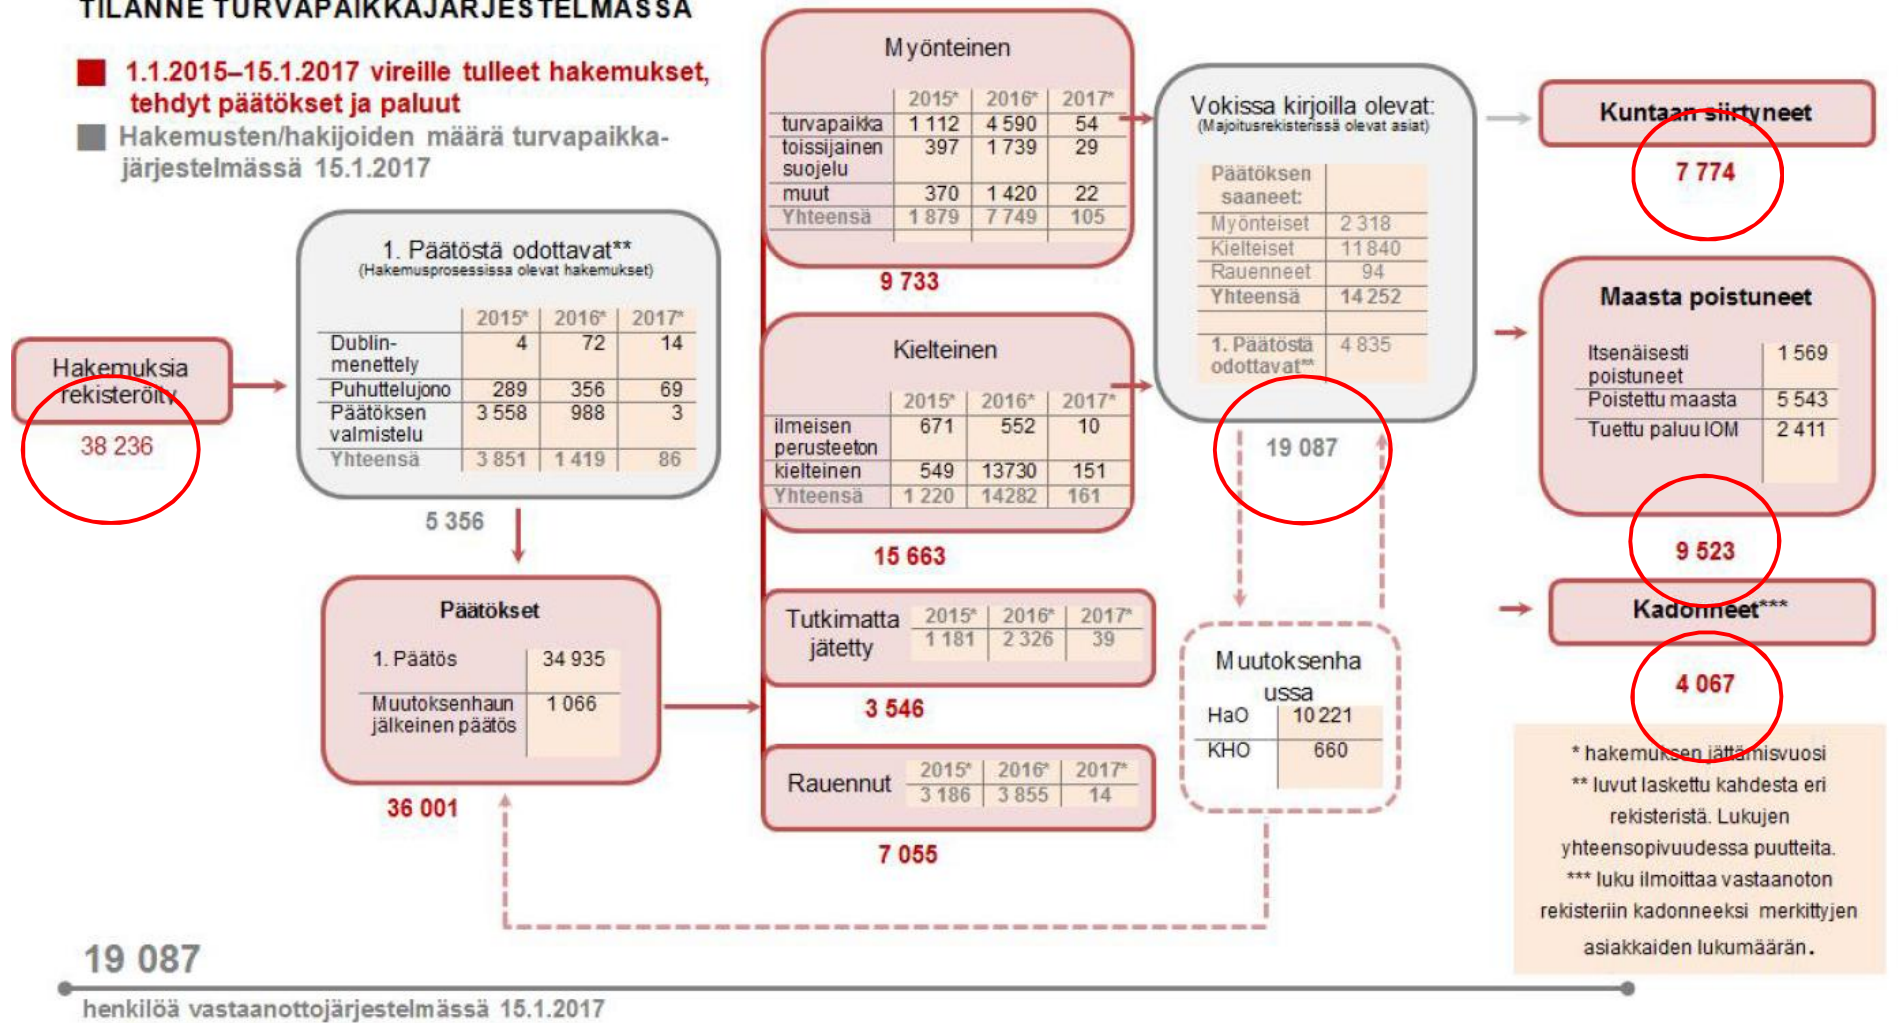 TILANNE TURVAPAIKKAJÄRJESTELMÄSSÄ
1.1.2015–15.1.2017 vireille tulleet hakemukset,
tehdyt päätökset ja paluut
Hakemusten/hakijoiden määrä turvapaikka-
järjestelmässä 15.1.2017
Hakemuksia
rekisteröity
38 236
1. Päätöstä odottavat**
(Hakemusprosessissa olevat hakemukset)
2015* 2016* 2017*
Dublin- 4 72 14
menettely
Puhuttelujono 289 356 69
Päätöksen 3 558 988 3
valmistelu
Yhteensä 3 851 1 419 86
5 356
Päätökset
1. Päätös 34 935
Muutoksenhaun 1 066
jälkeinen päätös
36 001
Myönteinen
2015* 2016* 2017*
turvapaikka 1 112 4 590 54
toissijainen 397 1 739 29
suojelu
muut 370 1 420 22
Yhteensä 1 879 7 749 105
9 733
Kielteinen
2015* 2016* 2017*
ilmeisen 671 552 10
perusteeton
kielteinen 549 13730 151
Yhteensä 1 220 14282 161
15 663
Tutkimatta
jätetty
2015* 2016* 2017*
1 181 2 326 39
3 546
Rauennut
2015* 2016* 2017*
3 186 3 855 14
7 055
Vokissa kirjoilla olevat:
(Majoitusrekisterissä olevat asiat)
Päätöksen
saaneet:
Myönteiset 2 318
Kielteiset 11 840
Rauenneet 94
Yhteensä 14 252
1. Päätöstä 4 835
odottavat**
19 087
Muutoksenha
ussa
HaO 10 221
KHO 660
Kuntaan siirtyneet
7 774
Maasta poistuneet
Itsenäisesti 1 569
poistuneet
Poistettu maasta 5 543
Tuettu paluu IOM 2 411
9 523
Kadonneet***
4 067
* hakemuksen jättämisvuosi
** luvut laskettu kahdesta eri
rekisteristä. Lukujen
yhteensopivuudessa puutteita.
*** luku ilmoittaa vastaanoton
rekisteriin kadonneeksi merkittyjen
asiakkaiden lukumäärän.
19 087
henkilöä vastaanottojärjestelmässä 15.1.2017